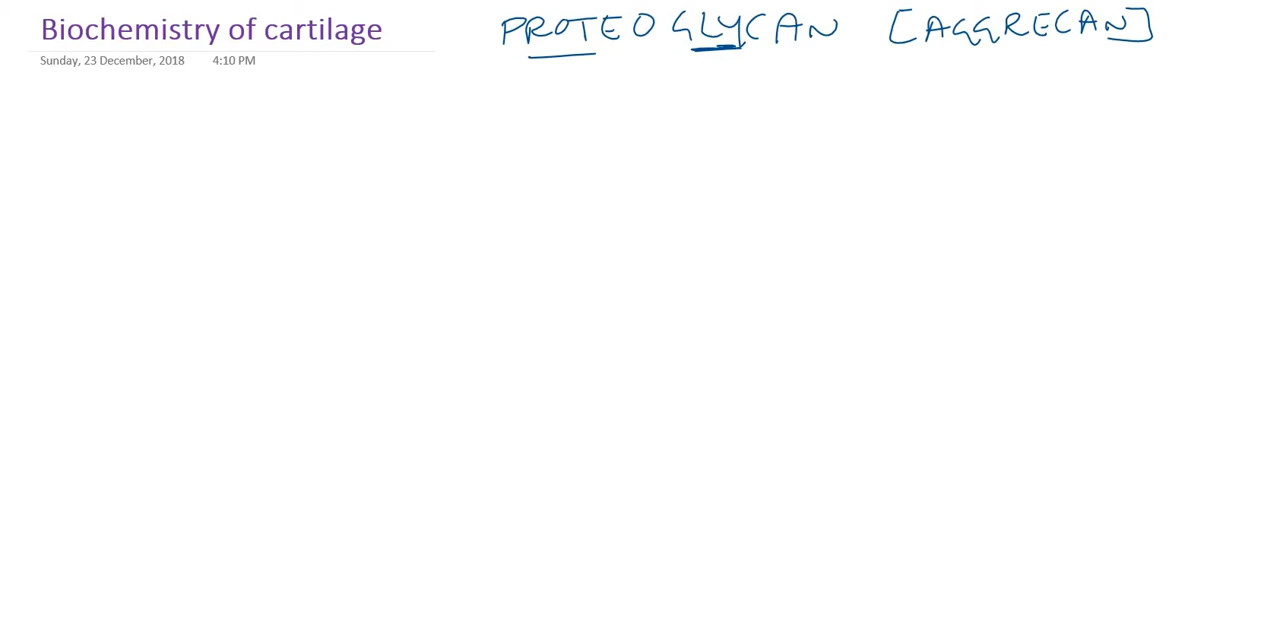 Biochemistry of cartilage
Sunday, 23 December, 2018 4:10 PM
PROTEOGLYCAN [AGGRECAN]